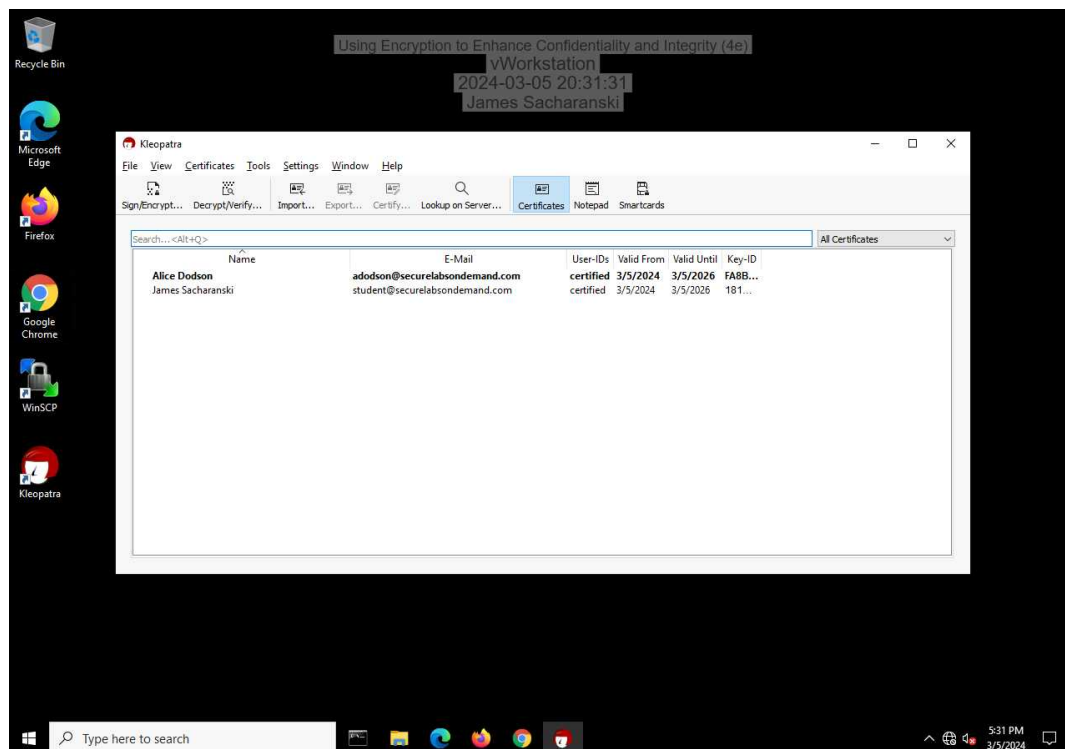 Recycle Bin
Using Encryption to Enhance Confidentiality and Integrity (4e)
vWorkstation
2024-03-05 20:31:31
James Sacharanski
Microsoft
Edge
Firefox
Google
Chrome
WinSCP
Kleopatra
Kleopatra
File View Certificates Tools Settings Window Help
Sign/Encrypt... Decrypt/Verify... Import... Export... Certify... Lookup on Server... Certificates Notepad Smartcards
Search...<Alt+Q> All Certificates
Name E-Mail User-IDs Valid From Valid Until Key-ID
Alice Dodson adodson@securelabsondemand.com certified 3/5/2024 3/5/2026 FA8B...
James Sacharanski student@securelabsondemand.com certified 3/5/2024 3/5/2026 181...
Type here to search
5:31 PM
3/5/2024